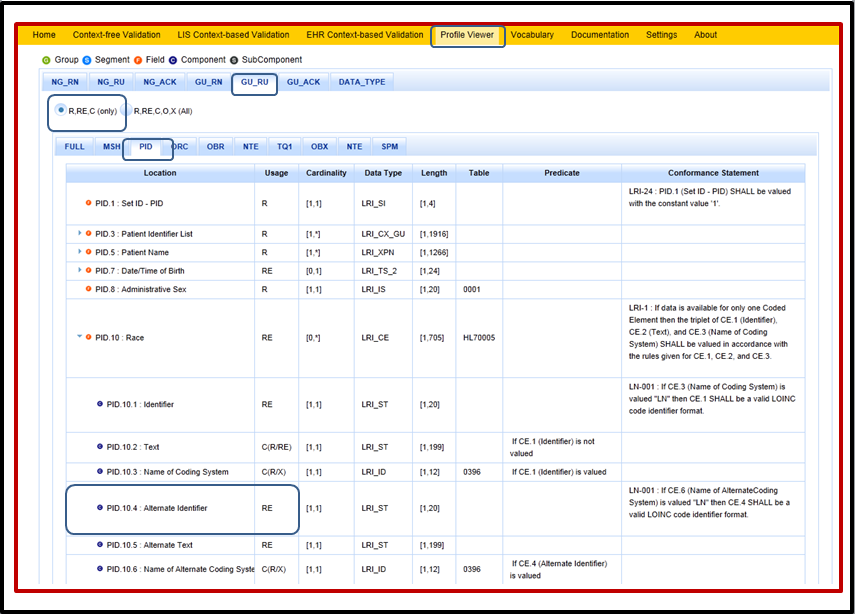 Home Context-free Validation LIS Context-based Validation EHR Context-based Validation Profile Viewer Vocabulary Documentation Settings About
G Group S Segment F Field C Component S SubComponent
NG_RN NG_RU NG_ACK GU_RN GU_RU GU_ACK DATA_TYPE
R,RE,C (only) R,RE,C,O,X (All)
FULL MSH PID ORC OBR NTE TQ1 OBX NTE SPM
Location Usage Cardinality Data Type Length Table Predicate Conformance Statement
PID.1 : Set ID - PID R [1,1] LRI_SI [1,4]
LRI-24 : PID.1 (Set ID - PID) SHALL be valued
with the constant value '1'.
PID.3 : Patient Identifier List R [1,*] LRI_CX_GU [1,1916]
PID.5 : Patient Name R [1,*] LRI_XPN [1,1266]
PID.7 : Date/Time of Birth RE [0,1] LRI_TS_2 [1,24]
PID.8 : Administrative Sex R [1,1] LRI_IS [1,20] 0001
PID.10 : Race RE [0,*] LRI_CE [1,705] HL70005
LRI-1 : If data is available for only one Coded
Element then the triplet of CE.1 (Identifier),
CE.2 (Text), and CE.3 (Name of Coding
System) SHALL be valued in accordance with
the rules given for CE.1, CE.2, and CE.3.
PID.10.1 : Identifier RE [1,1] LRI_ST [1,20]
LN-001 : If CE.3 (Name of Coding System) is
valued "LN" then CE.1 SHALL be a valid LOINC
code identifier format.
PID.10.2 : Text C(R/RE) [1,1] LRI_ST [1,199]
If CE.1 (Identifier) is not
valued
PID.10.3 : Name of Coding System C(R/X) [1,1] LRI_ID [1,12] 0396 If CE.1 (Identifier) is valued
PID.10.4 : Alternate Identifier RE [1,1] LRI_ST [1,20]
LN-001 : If CE.6 (Name of AlternateCoding
System) is valued "LN" then CE.4 SHALL be a
valid LOINC code identifier format.
PID.10.5 : Alternate Text RE [1,1] LRI_ST [1,199]
PID.10.6 : Name of Alternate Coding Syste C(R/X) [1,1] LRI_ID [1,12] 0396
If CE.4 (Alternate Identifier)
is valued